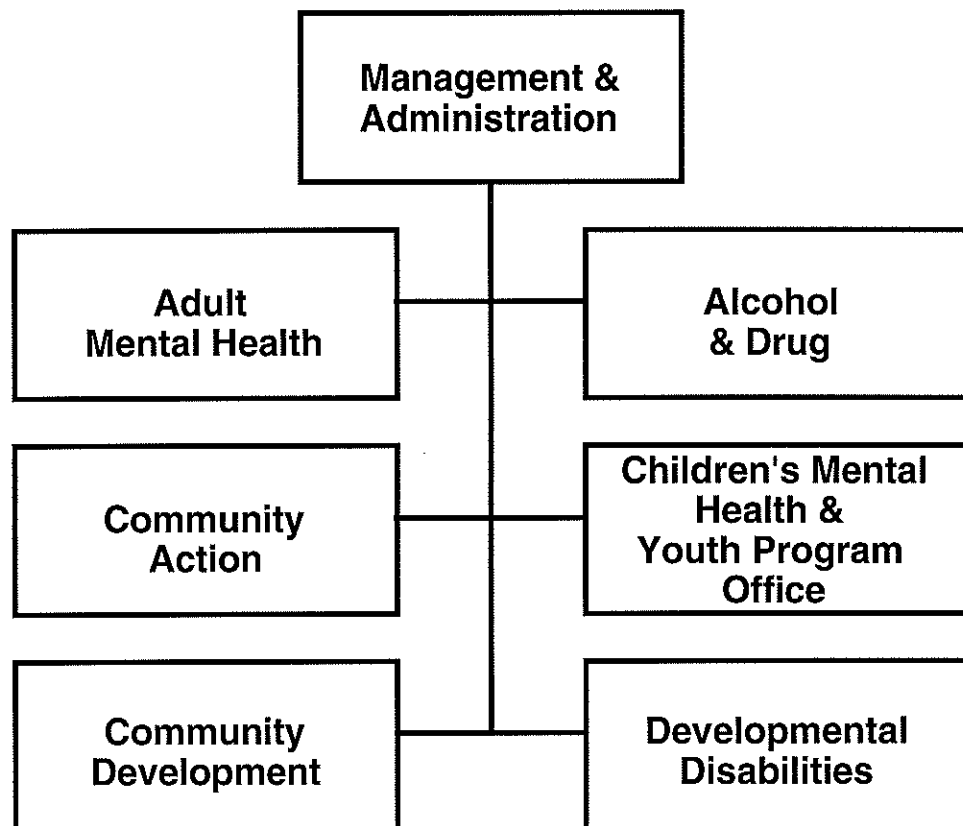 Management &
Administration
Adult
Mental Health
Alcohol
& Drug
Community
Action
Children's Mental
Health &
Youth Program
Office
Community
Development
Developmental
Disabilities